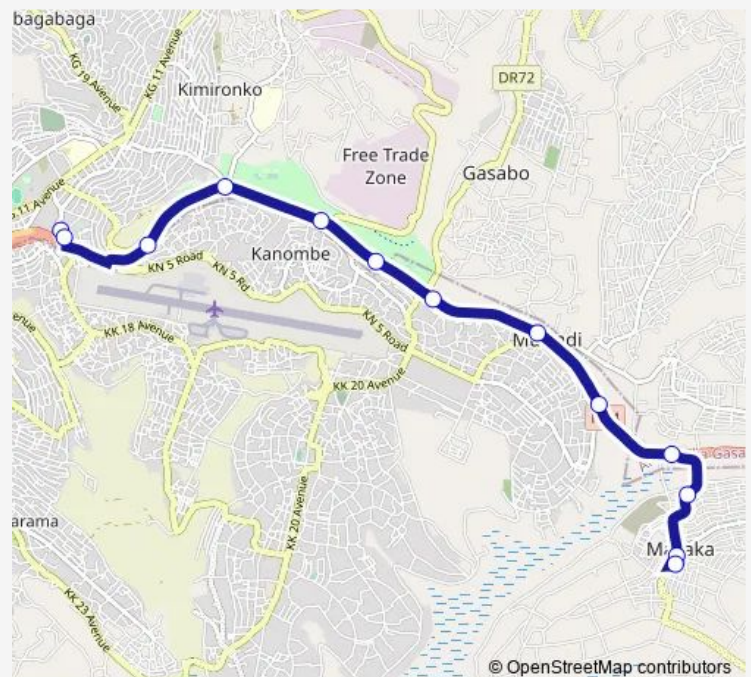 bagabaga
KG 19 Avenue
KG 11 Avenue
Kimironko
DR72
Free Trade
Zone
Gasabo
KG 11 Avenue
Kanombe
KN 5 Road
KN 5 Rd
KN 5 Road
KK 18 Avenue
KK 20 Avenue
KK 20 Avenue
arama
KK 23 Avenue
© OpenStreetMap contributors